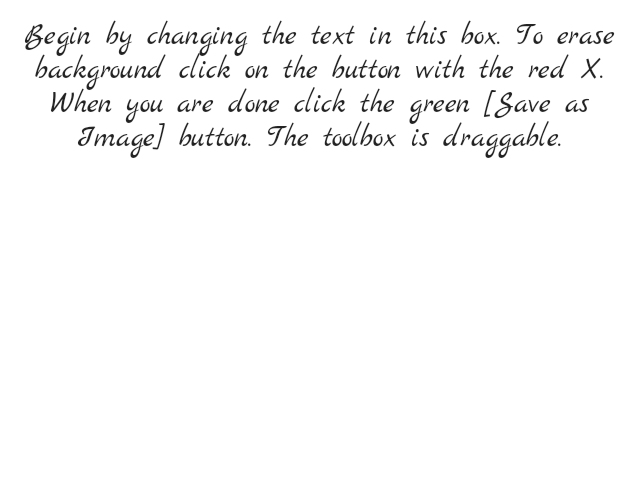 Begin by changing the text in this box. To erase
background click on the button with the red X.
When you are done click the green [Save as
Image] button. The toolbox is draggable.